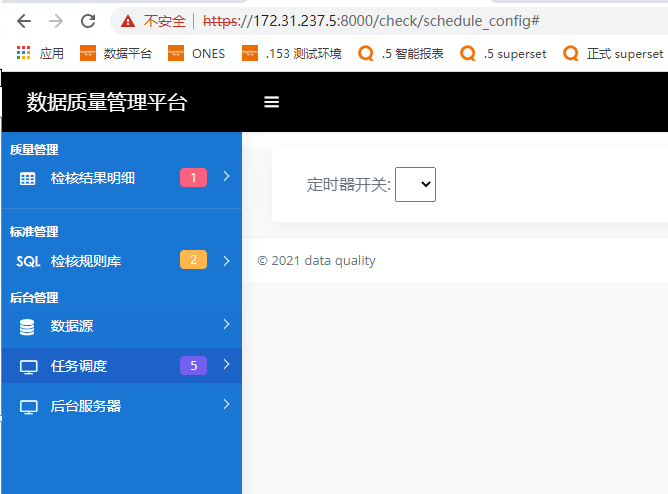 不安全 https://172.31.237.5:8000/check/schedule_config#
应用 数据平台 ONES .153 测试环境 .5 智能报表 .5 superset 正式 superset
数据质量管理平台
质量管理
检核结果明细 1
定时器开关:
标准管理
SQL 检核规则库 2
© 2021 data quality
后台管理
数据源
任务调度 5
后台服务器